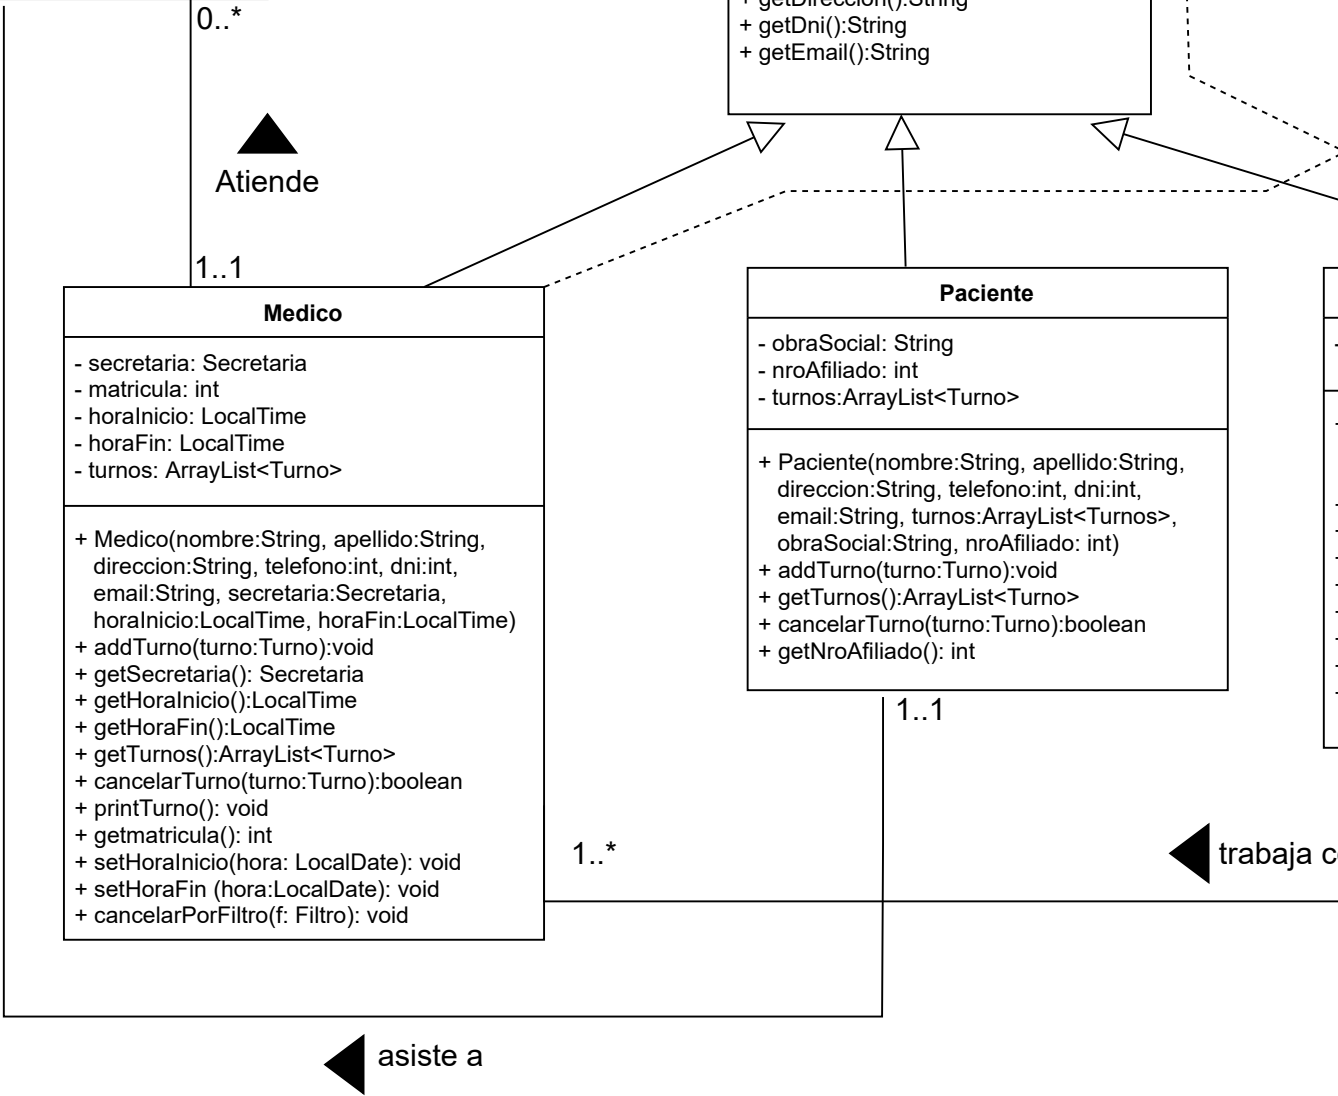 0..*
+ getDireccion():String
+ getDni():String
+ getEmail():String
Atiende
1..1
Medico
- secretaria: Secretaria
- matricula: int
- horaInicio: LocalTime
- horaFin: LocalTime
- turnos: ArrayList<Turno>
+ Medico(nombre:String, apellido:String,
direccion:String, telefono:int, dni:int,
email:String, secretaria:Secretaria,
horaInicio:LocalTime, horaFin:LocalTime)
+ addTurno(turno:Turno):void
+ getSecretaria(): Secretaria
+ getHoraInicio():LocalTime
+ getHoraFin():LocalTime
+ getTurnos():ArrayList<Turno>
+ cancelarTurno(turno:Turno):boolean
+ printTurno(): void
+ getmatricula(): int
+ setHoraInicio(hora: LocalDate): void
+ setHoraFin (hora:LocalDate): void
+ cancelarPorFiltro(f: Filtro): void
Paciente
- obraSocial: String
- nroAfiliado: int
- turnos:ArrayList<Turno>
+ Paciente(nombre:String, apellido:String,
direccion:String, telefono:int, dni:int,
email:String, turnos:ArrayList<Turnos>,
obraSocial:String, nroAfiliado: int)
+ addTurno(turno:Turno):void
+ getTurnos():ArrayList<Turno>
+ cancelarTurno(turno:Turno):boolean
+ getNroAfiliado(): int
1..1
1..*
trabaja
asiste a